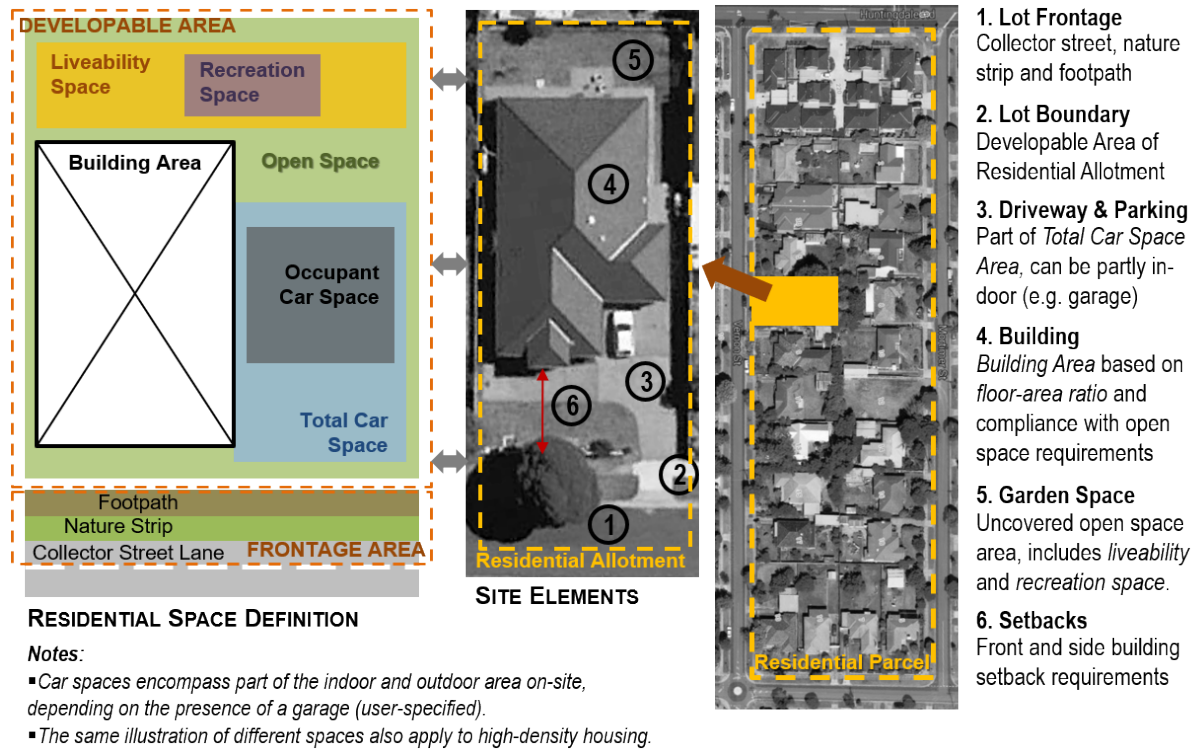 DEVELOPABLE AREA
Liveability
Space
Recreation
Space
Building Area
Open Space
Occupant
Car Space
Total Car
Space
Footpath
Nature Strip
Collector Street Lane
FRONTAGE AREA
RESIDENTIAL SPACE DEFINITION
Notes:
▪Car spaces encompass part of the indoor and outdoor area on-site,
depending on the presence of a garage (user-specified).
▪The same illustration of different spaces also apply to high-density housing.
5
4
3
6
2
1
Residential Allotment
SITE ELEMENTS
Huntingdale Rd
Residential Parcel
1. Lot Frontage
Collector street, nature
strip and footpath
2. Lot Boundary
Developable Area of
Residential Allotment
3. Driveway & Parking
Part of Total Car Space
Area, can be partly in-
door (e.g. garage)
4. Building
Building Area based on
floor-area ratio and
compliance with open
space requirements
5. Garden Space
Uncovered open space
area, includes liveability
and recreation space.
6. Setbacks
Front and side building
setback requirements